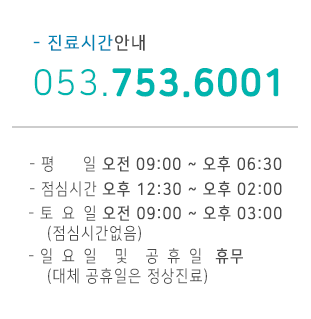 - 진료시간안내
053.753.6001
- 평 일 오전 09:00 ~ 오후 06:30
- 점심시간 오후 12:30 ~ 오후 02:00
- 토 요 일 오전 09:00 ~ 오후 03:00
(점심시간없음)
- 일 요 일 및 공 휴 일 휴무
(대체 공휴일은 정상진료)